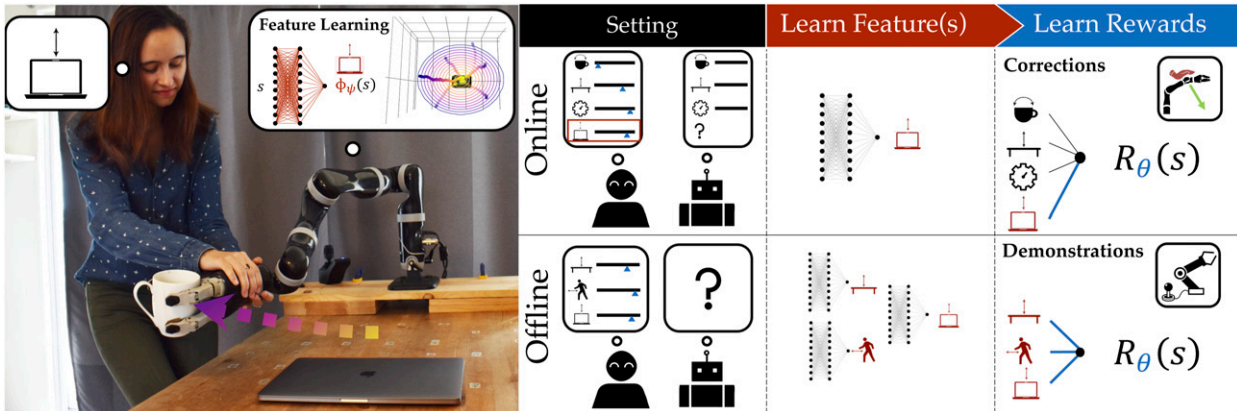 Feature Learning
s
ϕψ(s)
Setting
Learn Feature(s)
Learn Rewards
Online
?
Corrections
Rθ(s)
Offline
?
Demonstrations
Rθ(s)